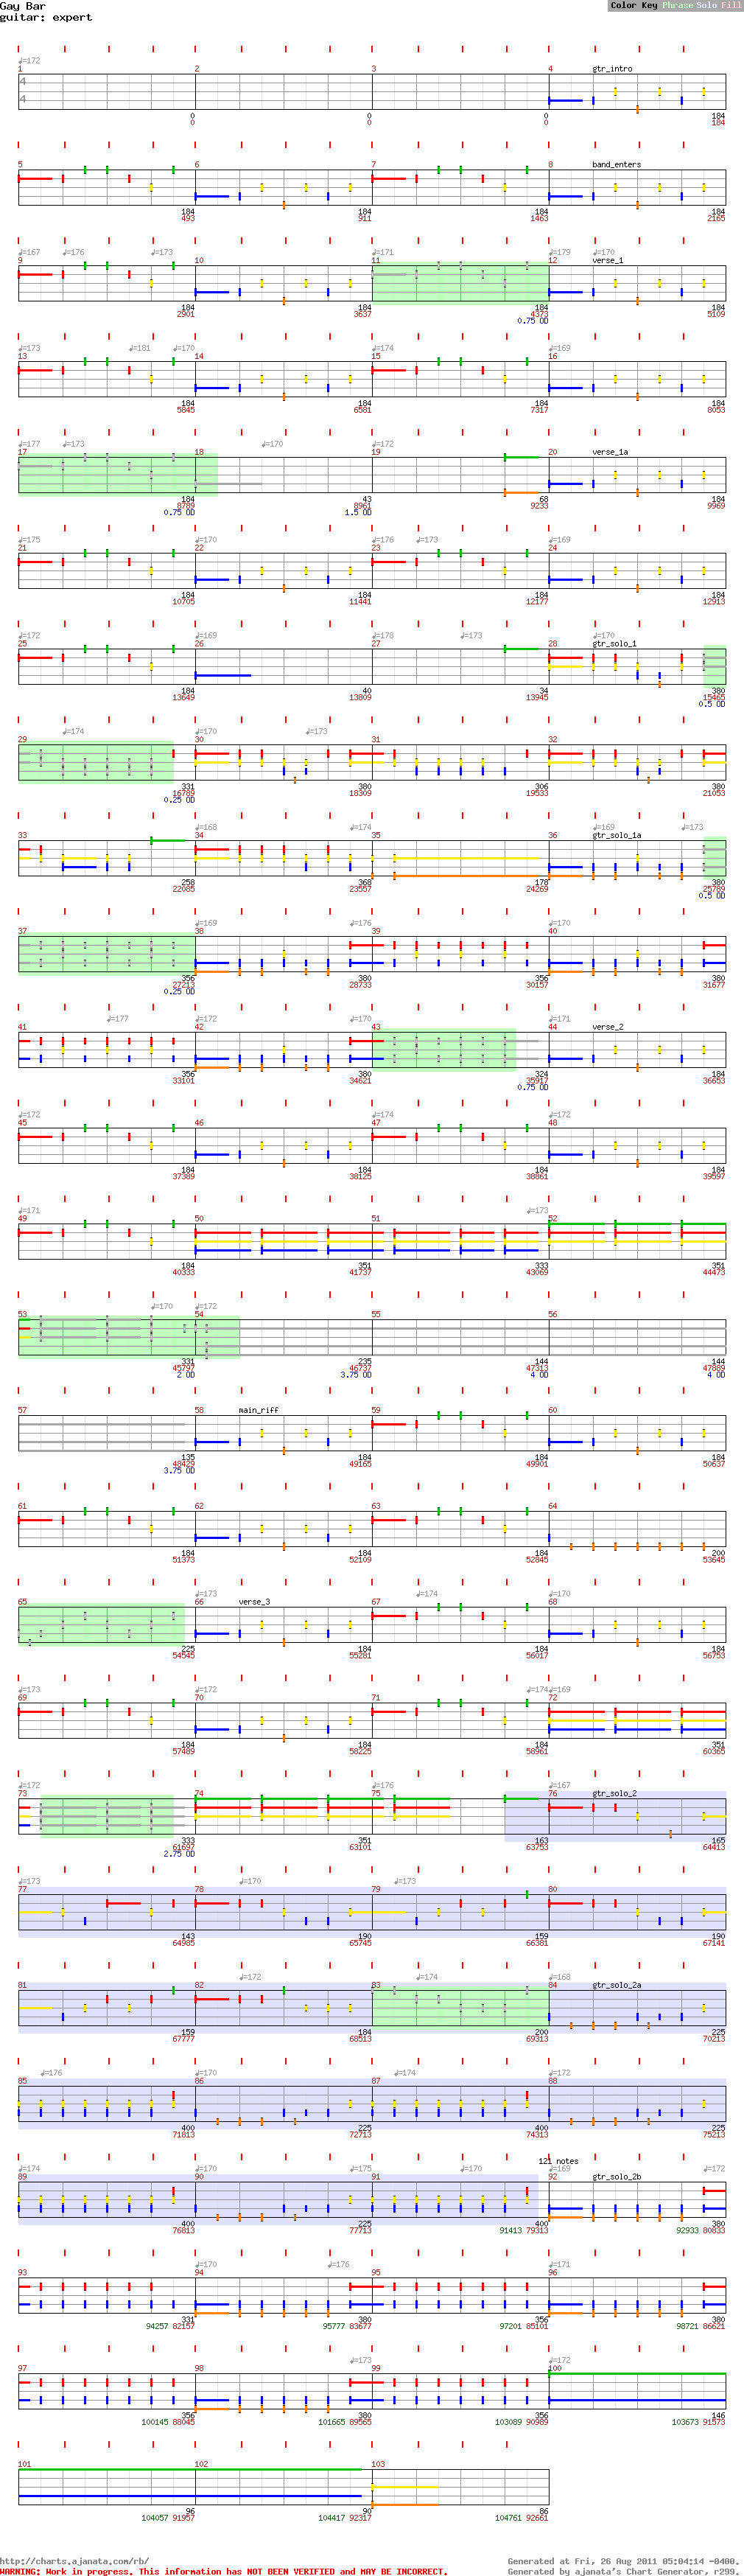 Gay Bar
guitar: expert
Color Key Phrase Solo Fill
♩=172
1 2 3 4 gtr_intro
0 0 0 184
0 0 0 184
5 6 7 8 band_enters
184 184 184 184
493 911 1463 2165
♩=167 ♩=176 ♩=173 ♩=171 ♩=179 ♩=170
9 10 11 12 verse_1
184 184 184 184
2901 3637 4373 5109
0.75 OD
♩=173 ♩=181 ♩=170 ♩=174 ♩=169
13 14 15 16
184 184 184 184
5845 6581 7317 8053
♩=177 ♩=173 ♩=170 ♩=172
17 18 19 20 verse_1a
184 43 68 184
8789 8961 9233 9969
0.75 OD 1.5 OD
♩=175 ♩=170 ♩=176 ♩=173 ♩=169
21 22 23 24
184 184 184 184
10705 11441 12177 12913
♩=172 ♩=169 ♩=178 ♩=173 ♩=170
25 26 27 28 gtr_solo_1
184 40 34 380
13649 13809 13945 15465
0.5 OD
♩=174 ♩=170 ♩=173
29 30 31 32
331 380 306 380
16789 18309 19533 21053
0.25 OD
♩=168 ♩=174 ♩=169 ♩=173
33 34 35 36 gtr_solo_1a
258 368 178 380
22085 23557 24269 25789
0.5 OD
♩=169 ♩=176 ♩=170
37 38 39 40
356 380 356 380
27213 28733 30157 31677
0.25 OD
♩=177 ♩=172 ♩=170 ♩=171
41 42 43 44 verse_2
356 380 324 184
33101 34621 35917 36653
0.75 OD
♩=172 ♩=174 ♩=172
45 46 47 48
184 184 184 184
37389 38125 38861 39597
♩=171 ♩=173
49 50 51 52
184 351 333 351
40333 41737 43069 44473
♩=170 ♩=172
53 54 55 56
331 235 144 144
45797 46737 47313 47889
2 OD 3.75 OD 4 OD 4 OD
57 58 main_riff 59 60
135 184 184 184
48429 49165 49901 50637
3.75 OD
61 62 63 64
184 184 184 200
51373 52109 52845 53645
♩=173 ♩=174 ♩=170
65 66 verse_3 67 68
225 184 184 184
54545 55281 56017 56753
♩=173 ♩=172 ♩=174 ♩=169
69 70 71 72
184 184 184 351
57489 58225 58961 60365
♩=172 ♩=176 ♩=167
73 74 75 76 gtr_solo_2
333 351 163 165
61697 63101 63753 64413
2.75 OD
♩=173 ♩=170 ♩=173
77 78 79 80
143 190 159 190
64985 65745 66381 67141
♩=172 ♩=174 ♩=168
81 82 83 84 gtr_solo_2a
159 184 200 225
67777 68513 69313 70213
♩=176 ♩=170 ♩=174 ♩=172
85 86 87 88
400 225 400 225
71813 72713 74313 75213
121 notes
♩=174 ♩=170 ♩=175 ♩=170 ♩=169 ♩=172
89 90 91 92 gtr_solo_2b
400 225 400 380
76813 77713 91413 79313 92933 80833
♩=170 ♩=176 ♩=171
93 94 95 96
331 380 356 380
94257 82157 95777 83677 97201 85101 98721 86621
♩=173 ♩=172
97 98 99 100
356 380 356 146
100145 88045 101665 89565 103089 90989 103673 91573
101 102 103
96 90 86
104057 91957 104417 92317 104761 92661
http://charts.ajanata.com/rb/
Generated at Fri, 26 Aug 2011 05:04:14 -0400.
WARNING: Work in progress. This information has NOT BEEN VERIFIED and MAY BE INCORRECT.
Generated by ajanata's Chart Generator, r299.